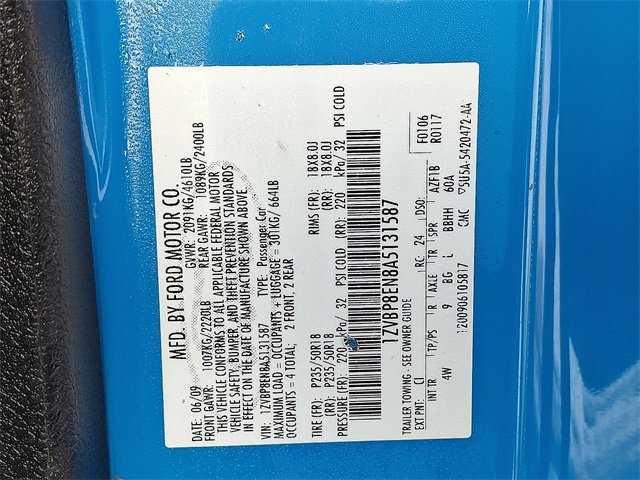 MFD. BY FORD MOTOR CO.
DATE: 06/09 GVWR: 2091KG/4610LB
FRONT GAWR: 1007KG/2220LB REAR GAWR: 1089KG/2400LB
THIS VEHICLE CONFORMS TO ALL APPLICABLE FEDERAL MOTOR
VEHICLE SAFETY, BUMPER, AND THEFT PREVENTION STANDARDS
IN EFFECT ON THE DATE OF MANUFACTURE SHOWN ABOVE.
VIN: 1ZVBP8EN8A5131587 TYPE: Passenger Car
MAXIMUM LOAD = OCCUPANTS + LUGGAGE = 301KG/ 664LB
OCCUPANTS = 4 TOTAL: 2 FRONT, 2 REAR
TIRE (FR): P235/50R18 RIMS (FR): 18X8.0J
(RR): P235/50R18 (RR): 18X8.0J
PRESSURE (FR): 220 kPa/ 32 PSI COLD (RR): 220 kPa/ 32 PSI COLD
1ZVBP8EN8A5131587
TRAILER TOWING - SEE OWNER GUIDE F0106
EXT PNT: CI RC: 24 DSO: R0117
INT TR TP/PS R AXLE TR SPR AZF1B
4W 9 BG L BBHH 60A
1200906105817 CMC 5U5A-5420472-AA